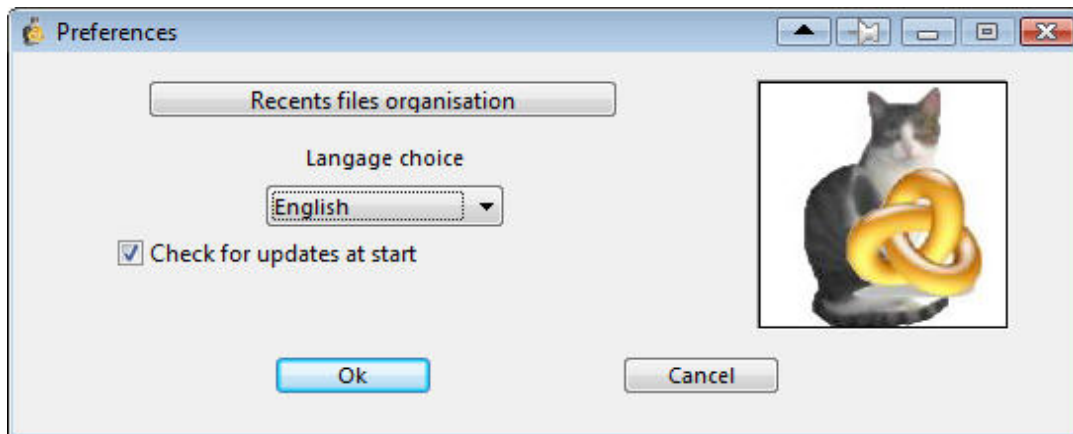 Preferences
Recents files organisation
Langage choice
English
Check for updates at start
Ok
Cancel